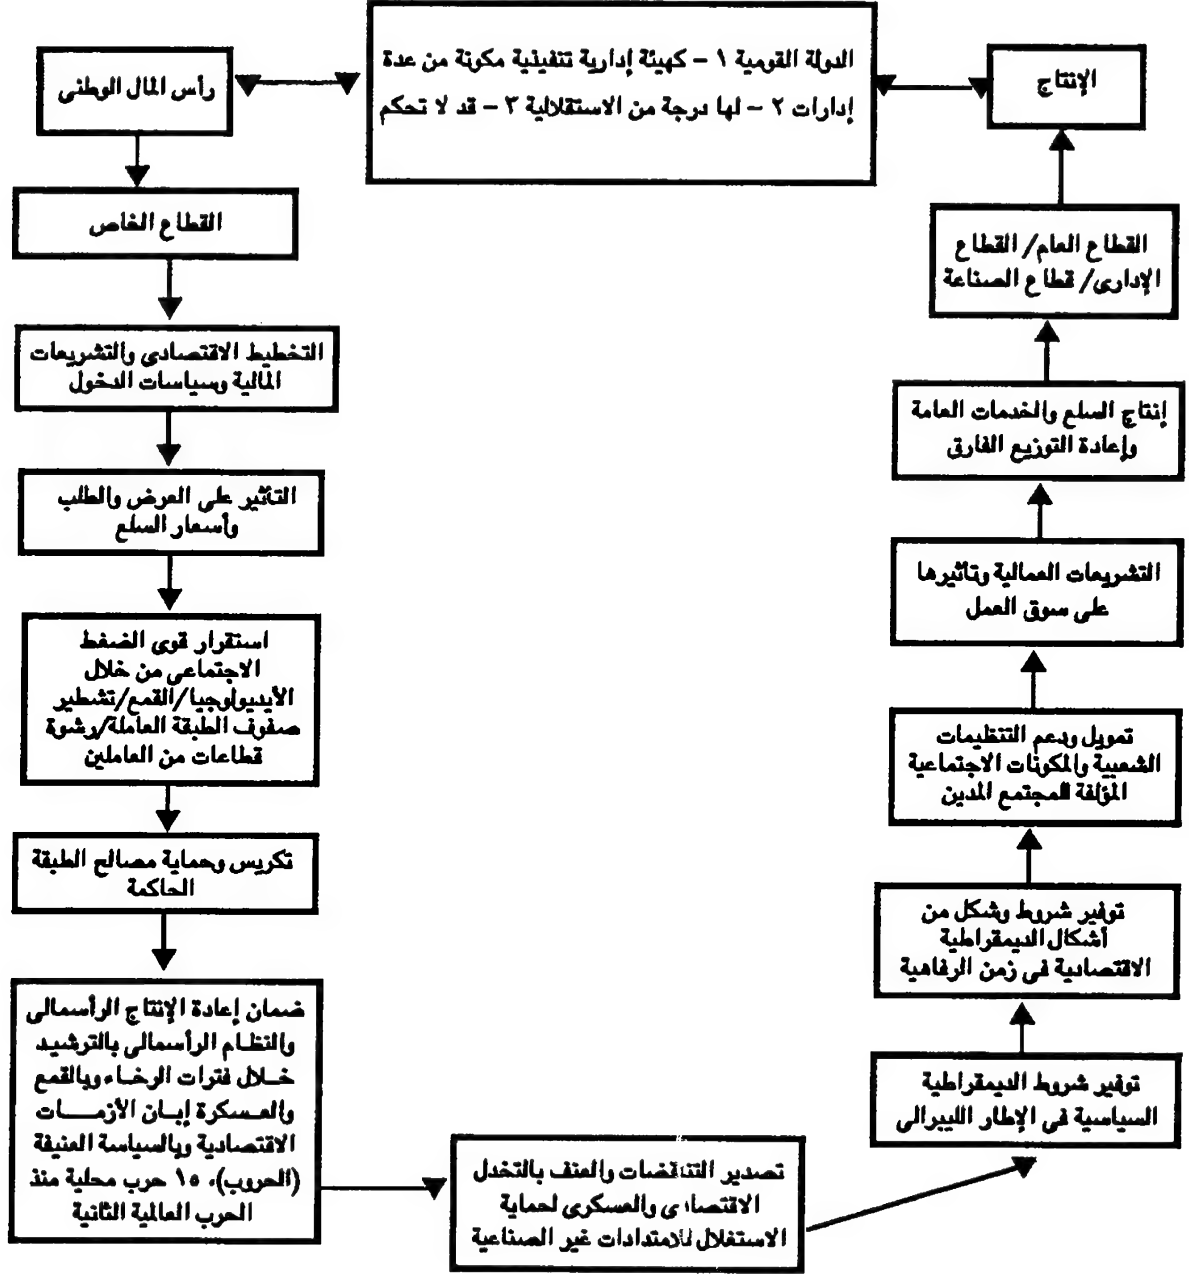 الدولة القومية ١ – كهيئة إدارية تنفيذية مكونة من عدة
إدارات ٢ – لها درجة من الاستقلالية ٣ – قد لا تحكم
رأس المال الوطنى
القطاع الخاص
التخطيط الاقتصادى والتشريعات
المالية وسياسات الدخول
التأثير على العرض والطلب
وأسعار السلع
استقرار قوى الضغط
الاجتماعى من خلال
الأيديولوجيا/القمع/تشطير
صفوف الطبقة العاملة/رشوة
قطاعات من العاملين
تكريس وحماية مصالح الطبقة
الحاكمة
ضمان إعادة الإنتاج الرأسمالى
والنظام الرأسمالى بالترشيد
خلال فترات الرخاء وبالقمع
والعسكرة إبان الأزمات
الاقتصادية وبالسياسة العنيفة
(الحروب)، ١٥ حرب محلية منذ
الحرب العالمية الثانية
تصدير التناقضات والعنف بالتخدل
الاقتصادى والعسكرى لحماية
الاستغلال للامتدادات غير الصناعية
توفير شروط الديمقراطية
السياسية فى الإطار الليبرالى
توفير شروط وشكل من
أشكال الديمقراطية
الاقتصادية فى زمن الرفاهية
تمويل ودعم التنظيمات
الشعبية والمكونات الاجتماعية
المؤلفة للمجتمع المدين
التشريعات العمالية وتأثيرها
على سوق العمل
إنتاج السلع والخدمات العامة
وإعادة التوزيع الفارق
القطاع العام/ القطاع
الإدارى/ قطاع الصناعة
الإنتاج